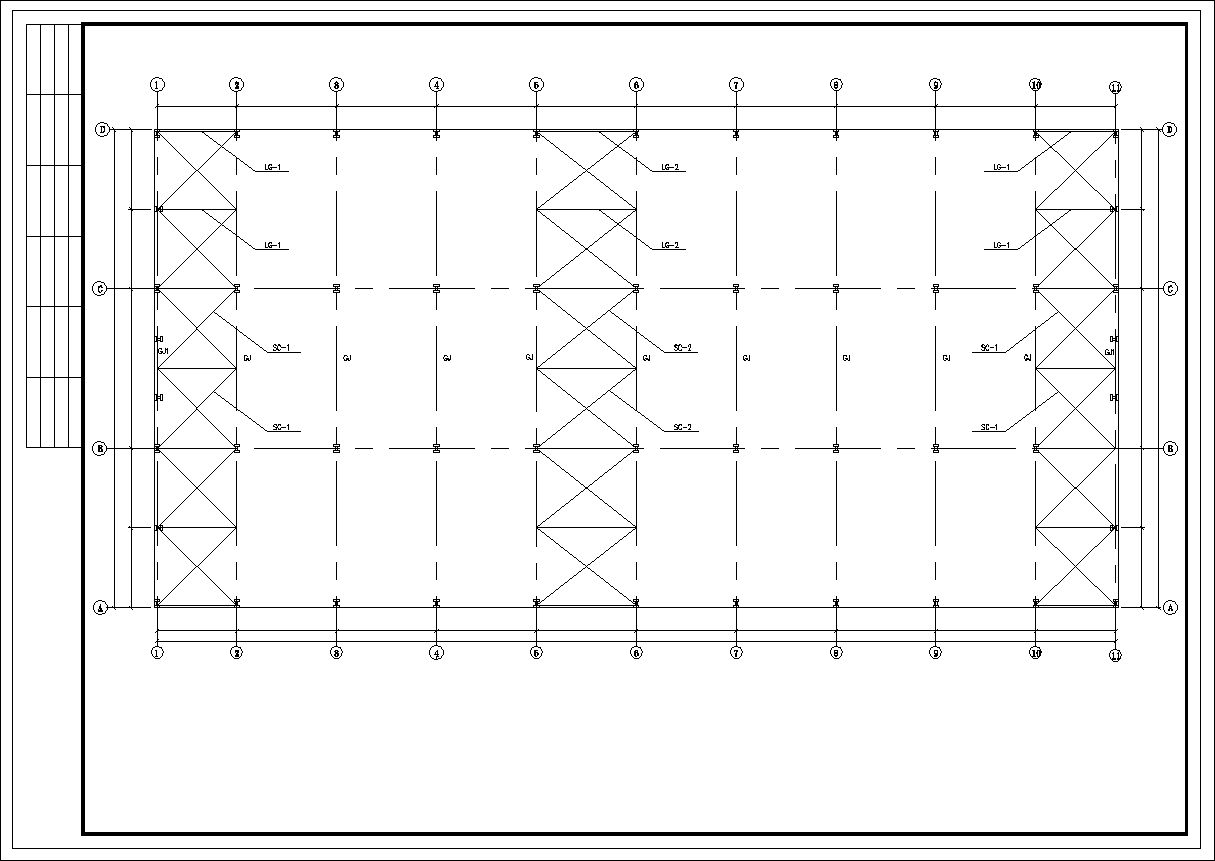 1 2 3 4 5 6 7 8 9 10 11
D D
LG-1 LG-2 LG-1
LG-1 LG-2 LG-1
C C
SC-1 SC-2 SC-1
GJ1 GJ GJ GJ GJ GJ GJ GJ GJ GJ GJ1
SC-1 SC-2 SC-1
B B
A A
1 2 3 4 5 6 7 8 9 10 11